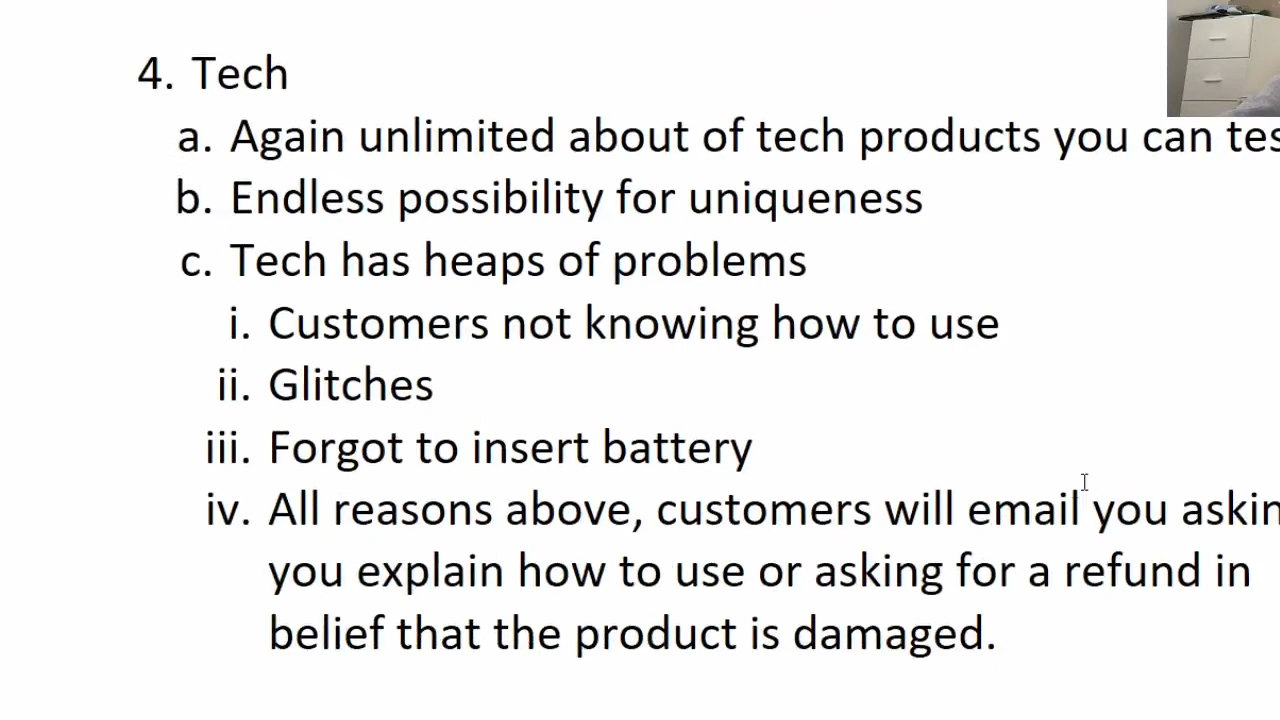 4. Tech
a. Again unlimited about of tech products you can
b. Endless possibility for uniqueness
c. Tech has heaps of problems
i. Customers not knowing how to use
ii. Glitches
iii. Forgot to insert battery
iv. All reasons above, customers will email you
you explain how to use or asking for a refund in
belief that the product is damaged.